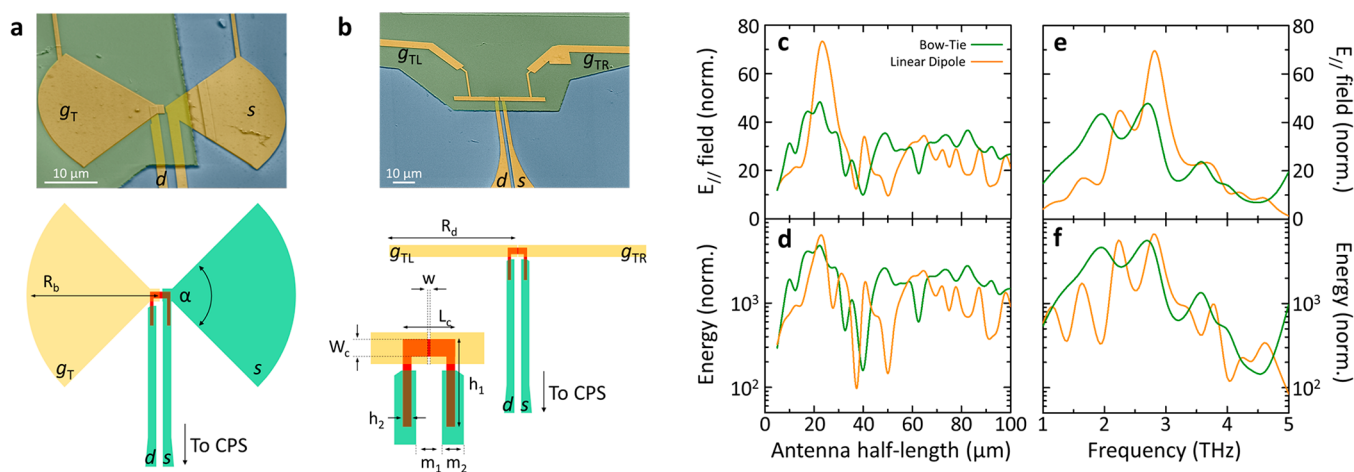 a
g_T
s
d
10 µm
R_b
α
g_T
s
d s
To CPS
b
g_TL
g_TR
10 µm
d s
R_d
g_TL
g_TR
w
L_c
W_c
h_1
h_2
m_1 m_2
d s
To CPS
c
Bow-Tie
Linear Dipole
E_// field (norm.)
80
60
40
20
0
d
Energy (norm.)
10^3
10^2
0 20 40 60 80 100
Antenna half-length (µm)
e
80
60
40
20
0
E_// field (norm.)
f
10^3
10^2
Energy (norm.)
1 2 3 4 5
Frequency (THz)